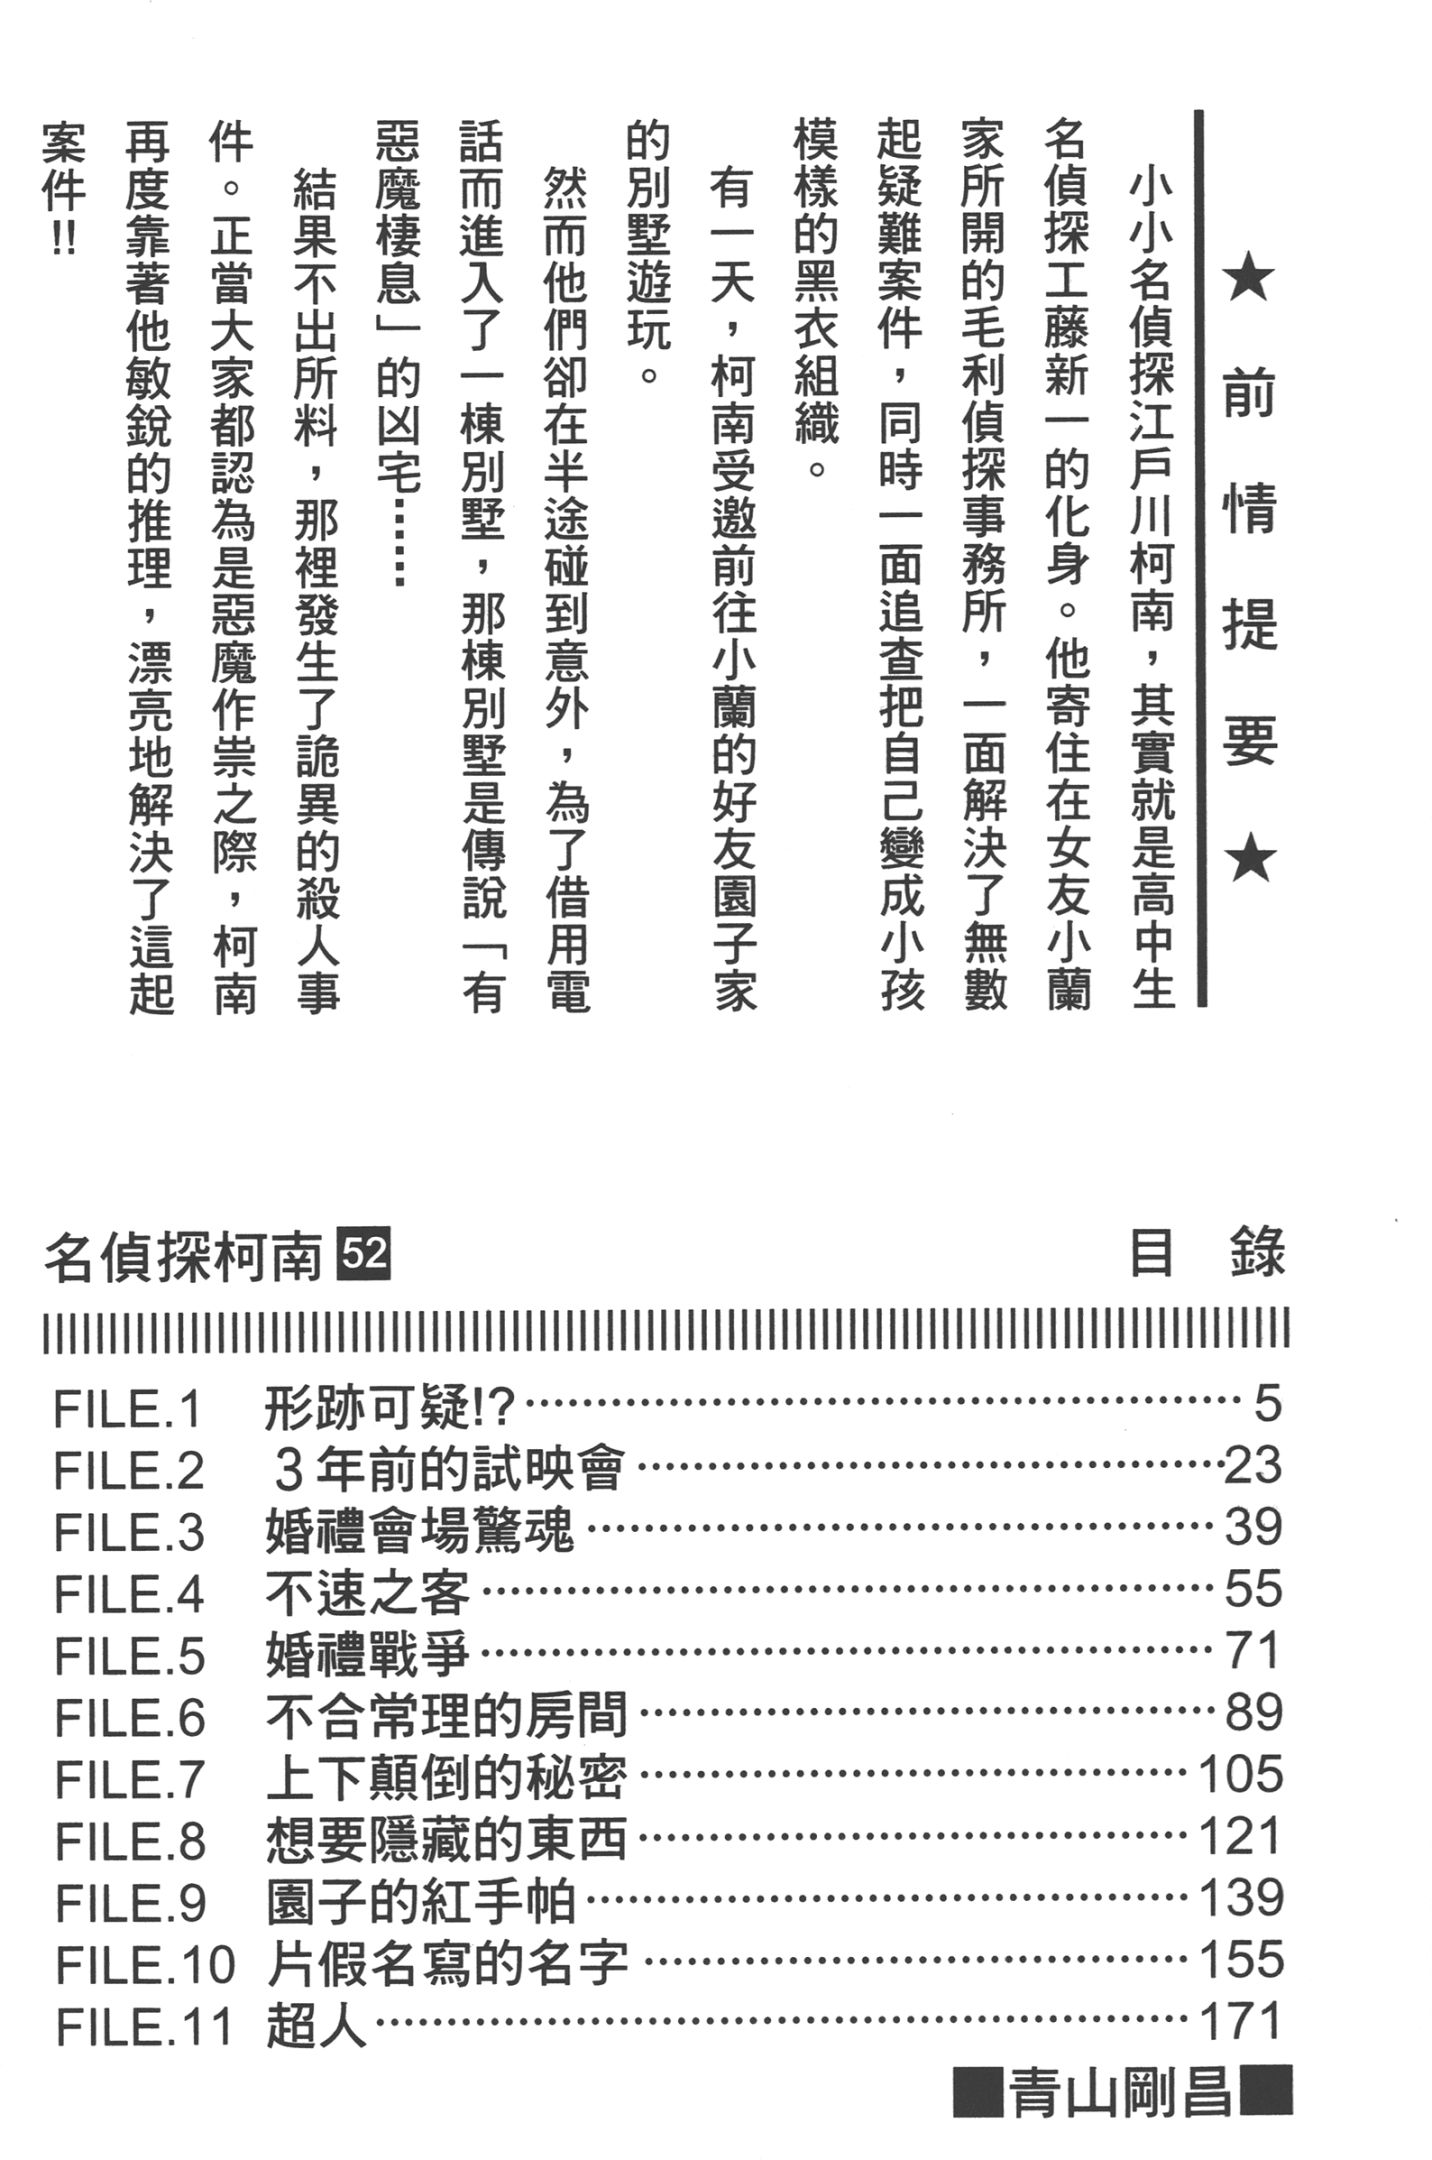 ★前情提要★
小小名偵探江戶川柯南，其實就是高中生
名偵探工藤新一的化身。他寄住在女友小蘭
家所開的毛利偵探事務所，一面解決了無數
起疑難案件，同時一面追查把自己變成小孩
模樣的黑衣組織。
有一天，柯南受邀前往小蘭的好友園子家
的別墅遊玩。
然而他們卻在半途碰到意外，為了借用電
話而進入了一棟別墅，那棟別墅是傳說「有
惡魔棲息」的凶宅……
結果不出所料，那裡發生了詭異的殺人事
件。正當大家都認為是惡魔作祟之際，柯南
再度靠著他敏銳的推理，漂亮地解決了這起
案件!!
名偵探柯南 52 目 錄
FILE.1 形跡可疑!?……5
FILE.2 3年前的試映會……23
FILE.3 婚禮會場驚魂……39
FILE.4 不速之客……55
FILE.5 婚禮戰爭……71
FILE.6 不合常理的房間……89
FILE.7 上下顛倒的秘密……105
FILE.8 想要隱藏的東西……121
FILE.9 園子的紅手帕……139
FILE.10 片假名寫的名字……155
FILE.11 超人……171
■青山剛昌■